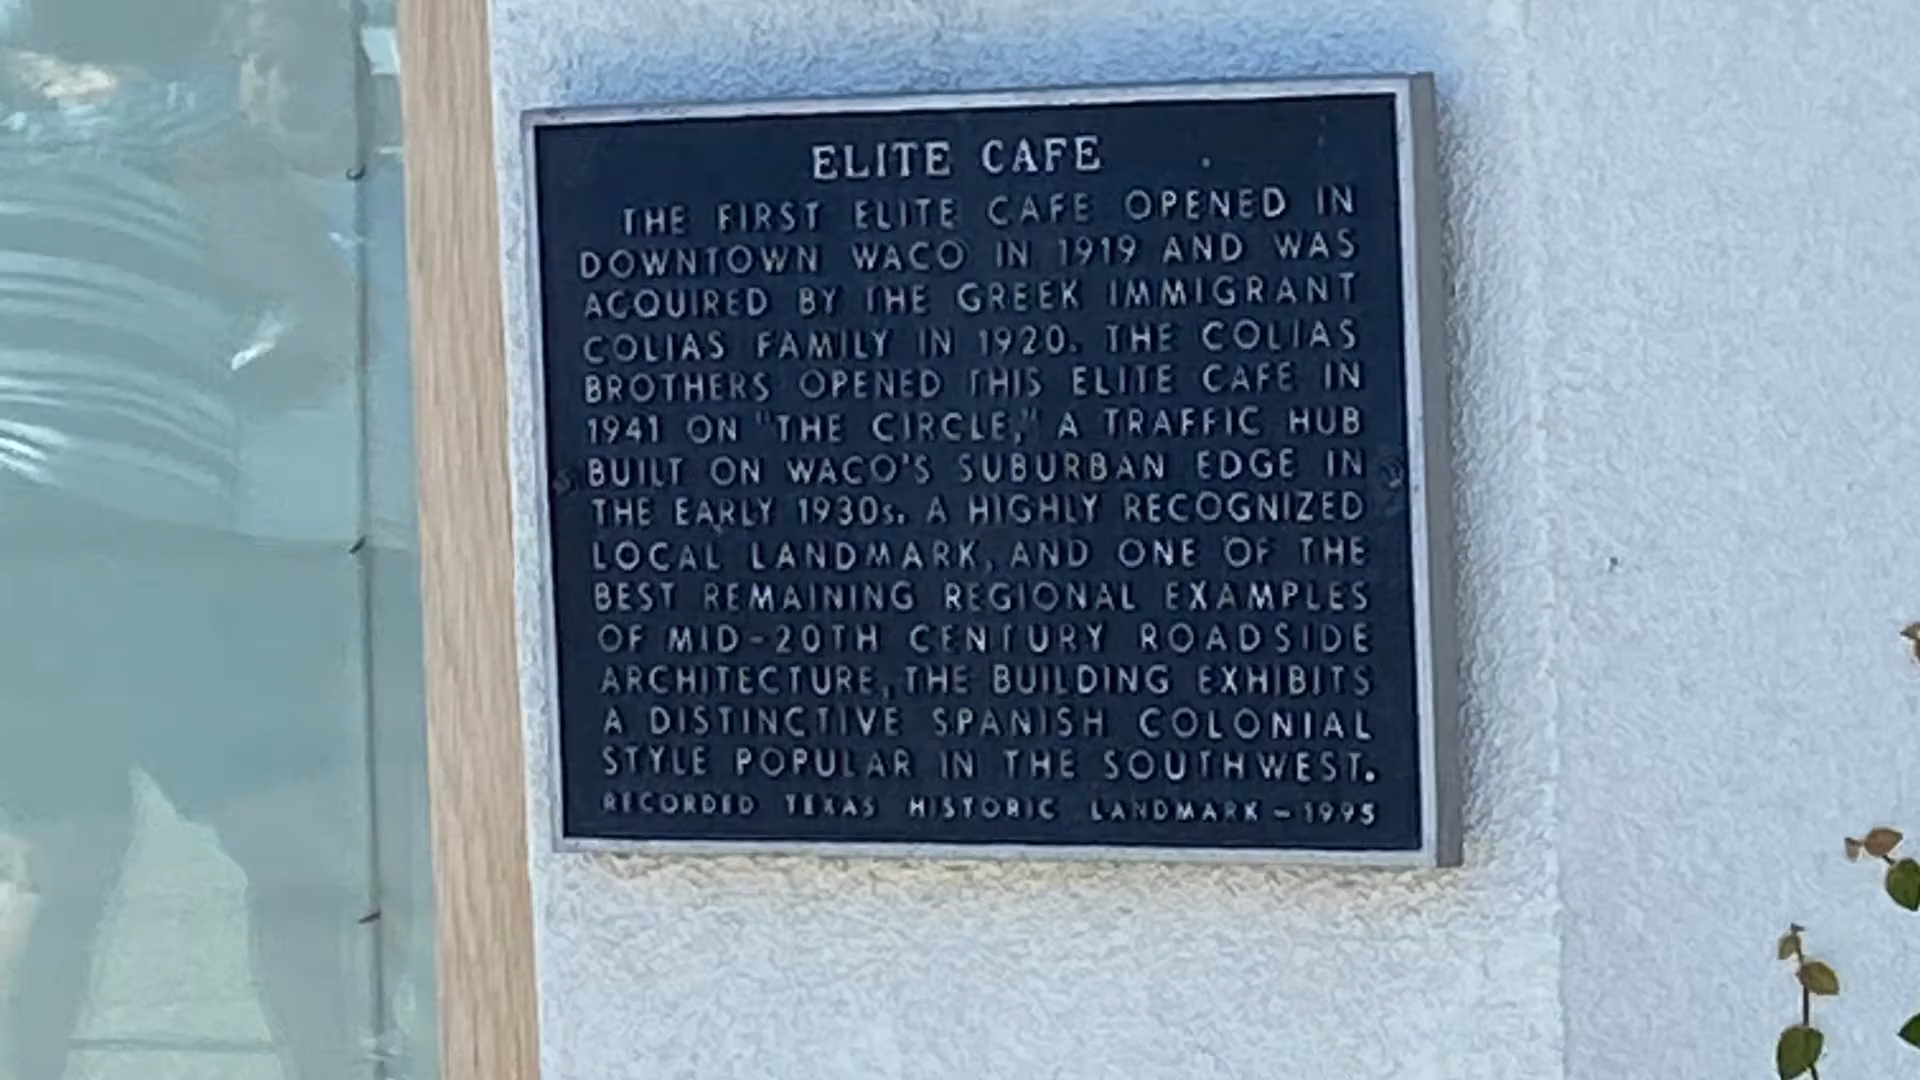 ELITE CAFE
THE FIRST ELITE CAFE OPENED IN
DOWNTOWN WACO IN 1919 AND WAS
ACQUIRED BY THE GREEK IMMIGRANT
COLIAS FAMILY IN 1920. THE COLIAS
BROTHERS OPENED THIS ELITE CAFE IN
1941 ON "THE CIRCLE," A TRAFFIC HUB
BUILT ON WACO'S SUBURBAN EDGE IN
THE EARLY 1930s. A HIGHLY RECOGNIZED
LOCAL LANDMARK, AND ONE OF THE
BEST REMAINING REGIONAL EXAMPLES
OF MID-20TH CENTURY ROADSIDE
ARCHITECTURE, THE BUILDING EXHIBITS
A DISTINCTIVE SPANISH COLONIAL
STYLE POPULAR IN THE SOUTHWEST.
RECORDED TEXAS HISTORIC LANDMARK - 1995